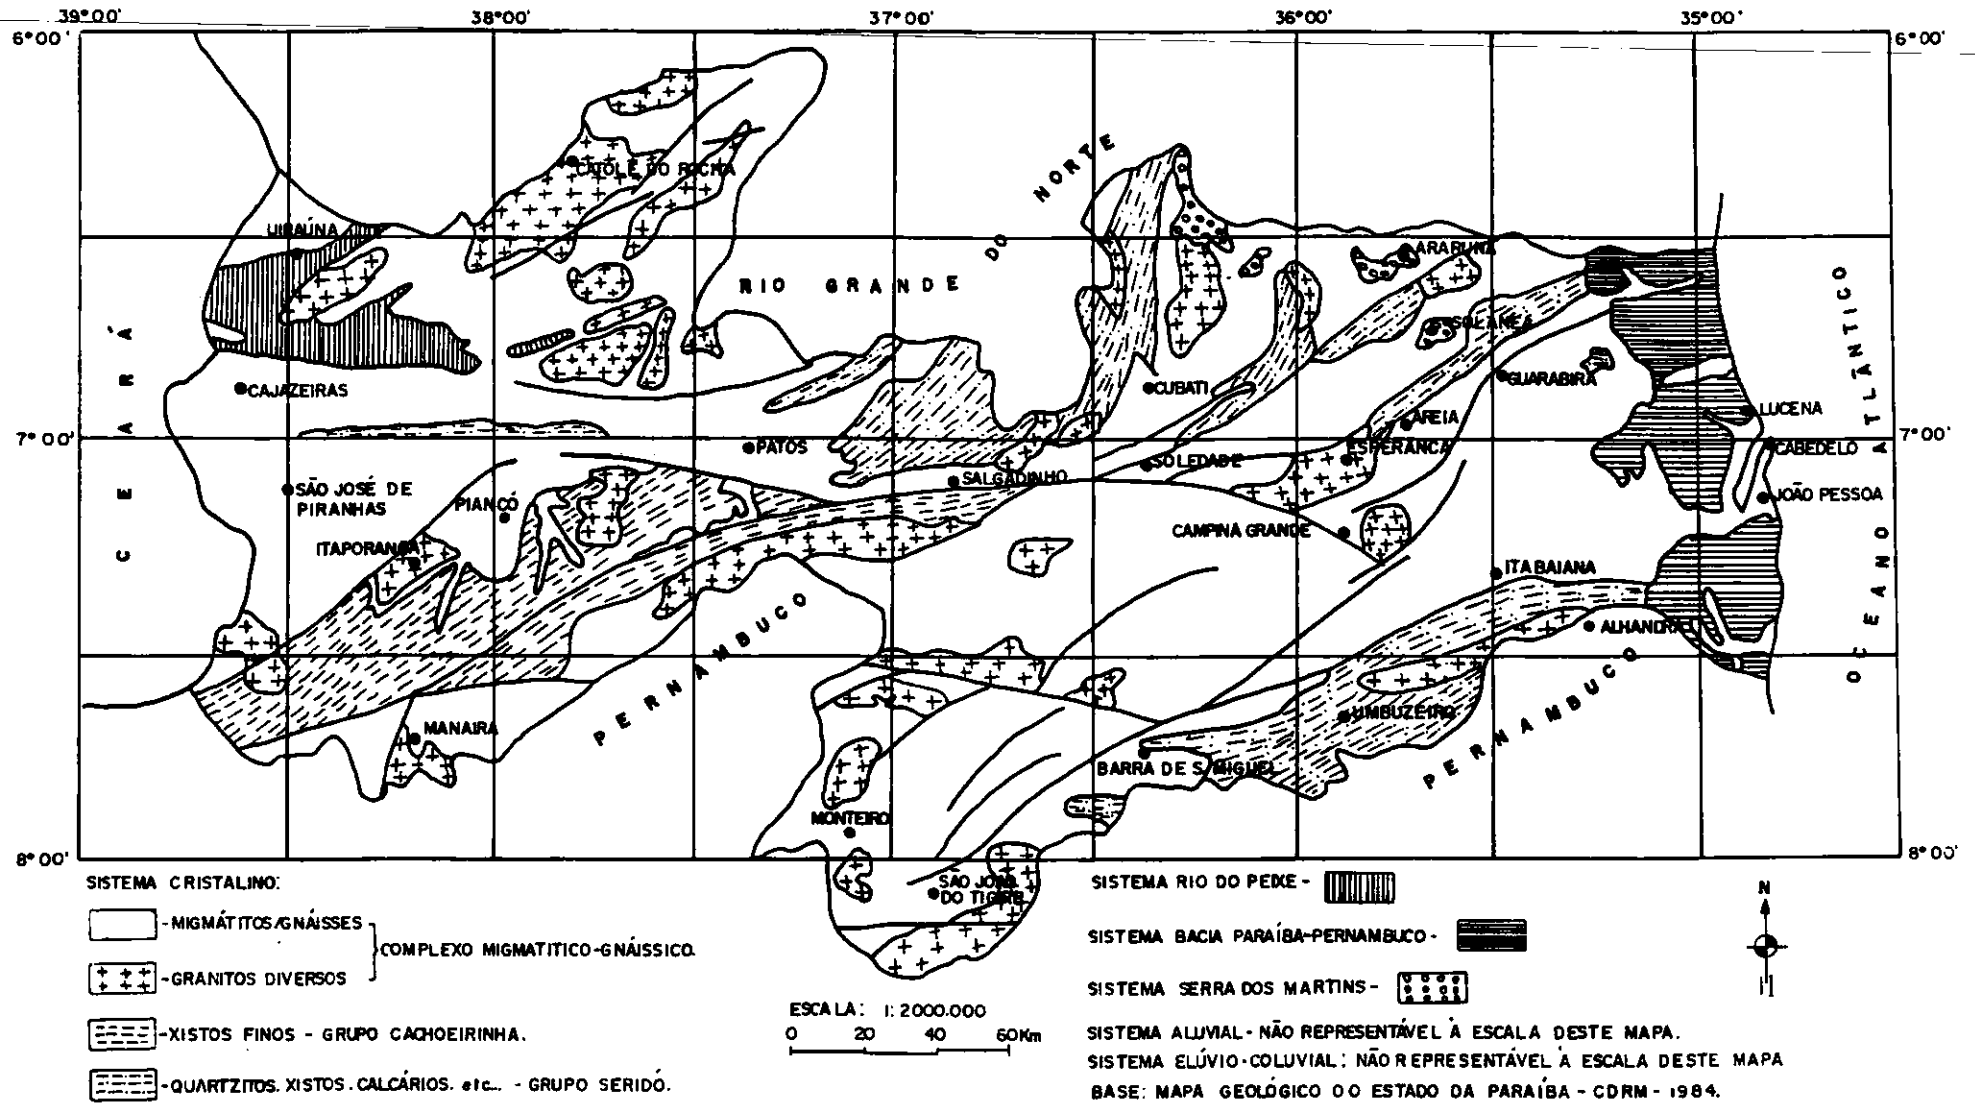 39°00' 38°00' 37°00' 36°00' 35°00'
6°00' 6°00'
NORTE
CATOLÉ DO ROCHA
UIRAÚNA
DO
ARARUNA
RIO GRANDE
SOLANEA
CEARÁ
OCEANO ATLÂNTICO
CAJAZEIRAS
CUBATI
GUARABIRA
LUCENA
AREIA
7°00' 7°00'
PATOS
ESPERANCA
CABEDELO
SOLEDADE
SALGADINHO
SÃO JOSÉ DE
PIRANHAS
JOÃO PESSOA
PIANCÓ
CAMPINA GRANDE
ITAPORANGA
ITABAIANA
PERNAMBUCO
ALHANDRA
PERNAMBUCO
UMBUZEIRO
MANAIRA
BARRA DE S. MIGUEL
MONTEIRO
8°00' 8°00'
SÃO JOÃO
DO TIGRE
SISTEMA CRISTALINO:
-MIGMÁTITOS/GNÁISSES
COMPLEXO MIGMATITICO-GNÁISSICO.
-GRANITOS DIVERSOS
-XISTOS FINOS - GRUPO CACHOEIRINHA.
-QUARTZITOS. XISTOS. CALCÁRIOS. etc.. - GRUPO SERIDÓ.
ESCALA: 1:2000.000
0 20 40 60Km
SISTEMA RIO DO PEIXE-
SISTEMA BACIA PARAÍBA-PERNAMBUCO-
SISTEMA SERRA DOS MARTINS-
SISTEMA ALUVIAL- NÃO REPRESENTÁVEL À ESCALA DESTE MAPA.
SISTEMA ELÚVIO-COLUVIAL: NÃO REPRESENTÁVEL À ESCALA DESTE MAPA
BASE: MAPA GEOLÓGICO DO ESTADO DA PARAÍBA - CDRM - 1984.
N